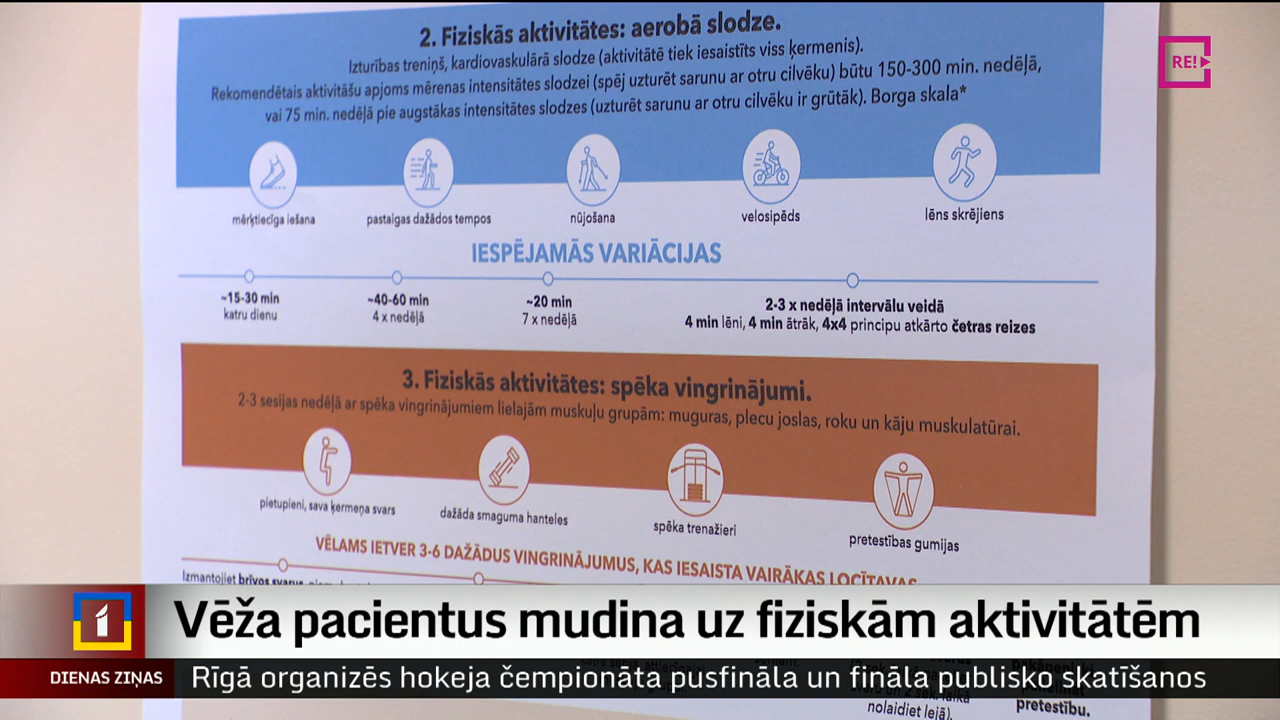 2. Fiziskās aktivitātes: aerobā slodze.
Izturības treniņš, kardiovaskulārā slodze (aktivitātē tiek iesaistīts viss ķermenis).
Rekomendētais aktivitāšu apjoms mērenas intensitātes slodzei (spēj uzturēt sarunu ar otru cilvēku) būtu 150-300 min. nedēļā,
vai 75 min. nedēļā pie augstākas intensitātes slodzes (uzturēt sarunu ar otru cilvēku ir grūtāk). Borga skala*
RE!
mērķtiecīga iešana
pastaigas dažādos tempos
nūjošana
velosipēds
lēns skrējiens
IESPĒJAMĀS VARIĀCIJAS
~15-30 min
katru dienu
~40-60 min
4 x nedēļā
~20 min
7 x nedēļā
2-3 x nedēļā intervālu veidā
4 min lēni, 4 min ātrāk, 4x4 principu atkārto četras reizes
3. Fiziskās aktivitātes: spēka vingrinājumi.
2-3 sesijas nedēļā ar spēka vingrinājumiem lielajām muskuļu grupām: muguras, plecu joslas, roku un kāju muskulatūrai.
pietupieni, sava ķermeņa svars
dažāda smaguma hanteles
spēka trenažieri
pretestības gumijas
VĒLAMS IETVER 3-6 DAŽĀDUS VINGRINĀJUMUS, KAS IESAISTA VAIRĀKAS LOCĪTAVAS
Izmantojiet brīvos svarus
1
Vēža pacientus mudina uz fiziskām aktivitātēm
DIENAS ZIŅAS
Rīgā organizēs hokeja čempionāta pusfināla un fināla publisko skatīšanos
nolaidiet lejā).
pretestību.